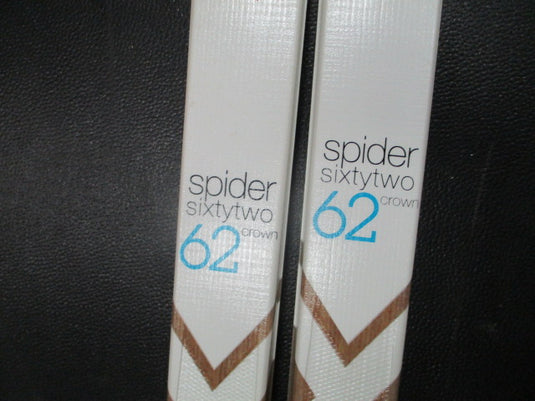 spider
sixtytwo
62 crown
spider
sixtytwo
62 crown